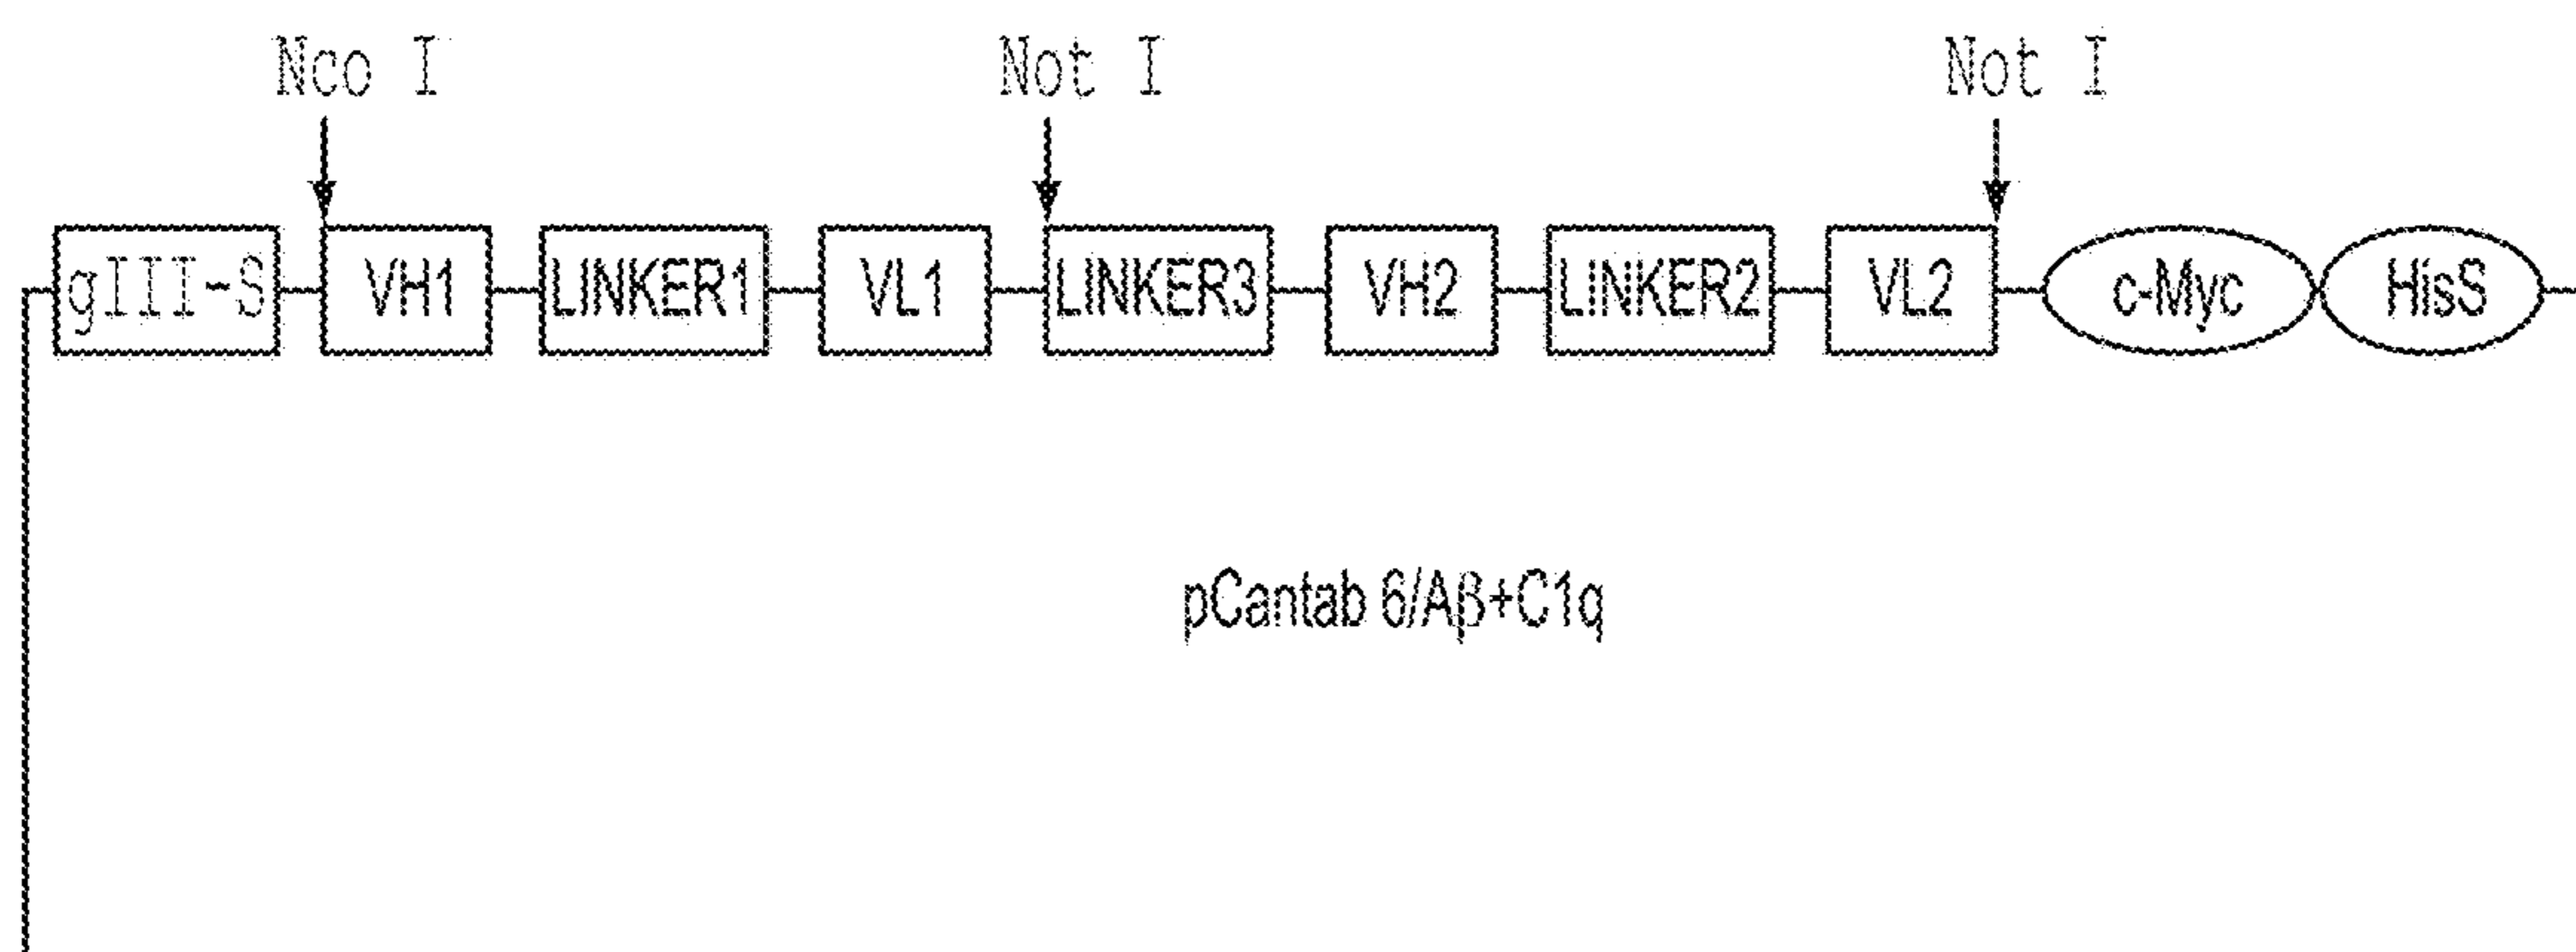 Nco I Not I Not I
gIII-S VH1 LINKER1 VL1 LINKER3 VH2 LINKER2 VL2 c-Myc HisS
pCantab 6/Aβ+C1q